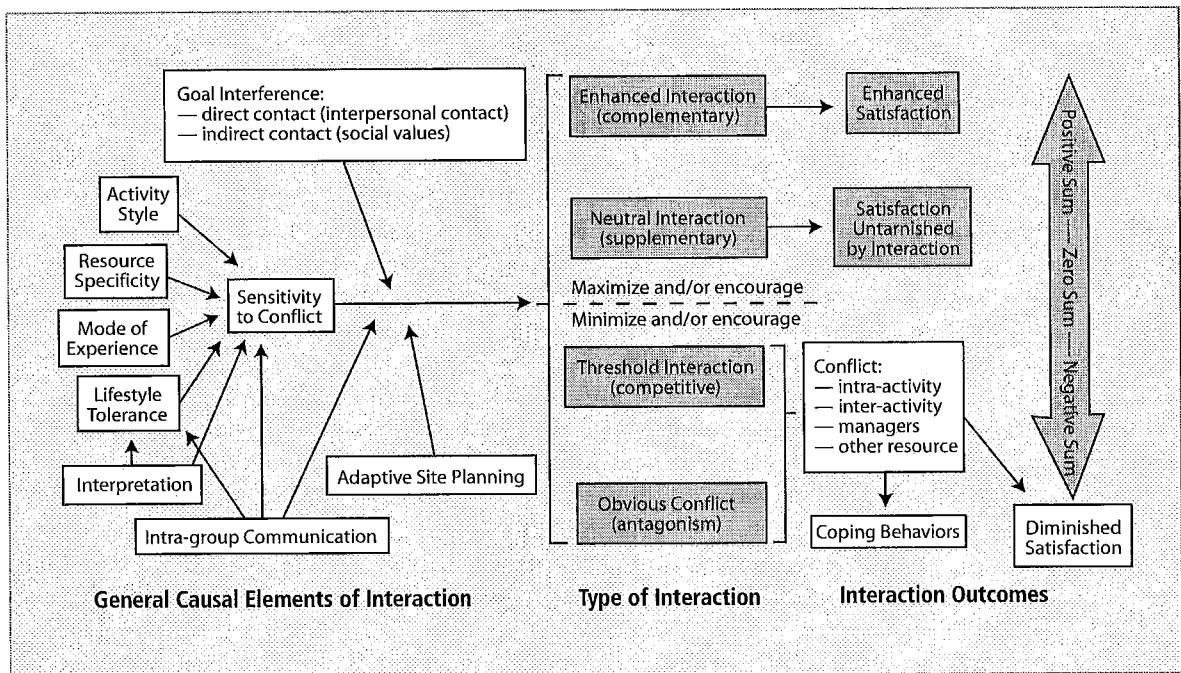 Goal Interference:
— direct contact (interpersonal contact)
— indirect contact (social values)
Activity
Style
Resource
Specificity
Mode of
Experience
Lifestyle
Tolerance
Interpretation
Intra-group Communication
Sensitivity
to Conflict
Adaptive Site Planning
General Causal Elements of Interaction
Enhanced Interaction
(complementary)
Neutral Interaction
(supplementary)
Maximize and/or encourage
Minimize and/or encourage
Threshold Interaction
(competitive)
Obvious Conflict
(antagonism)
Type of Interaction
Enhanced
Satisfaction
Satisfaction
Untarnished
by Interaction
Conflict:
— intra-activity
— inter-activity
— managers
— other resource
Coping Behaviors
Diminished
Satisfaction
Interaction Outcomes
Positive Sum — Zero Sum — Negative Sum